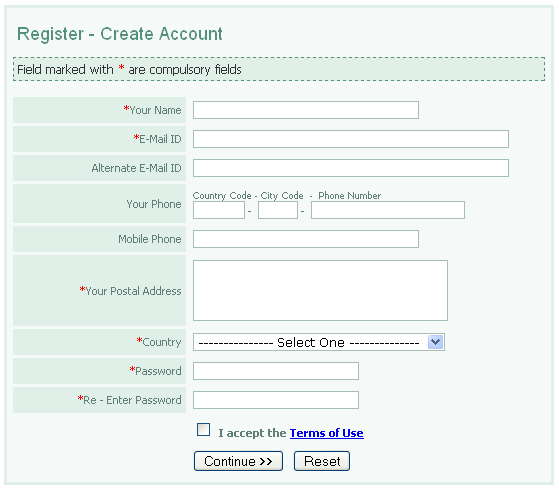 Register - Create Account
Field marked with * are compulsory fields
*Your Name
*E-Mail ID
Alternate E-Mail ID
Country Code - City Code - Phone Number
Your Phone - -
Mobile Phone
*Your Postal Address
*Country --------------- Select One --------------
*Password
*Re - Enter Password
I accept the Terms of Use
Continue >> Reset